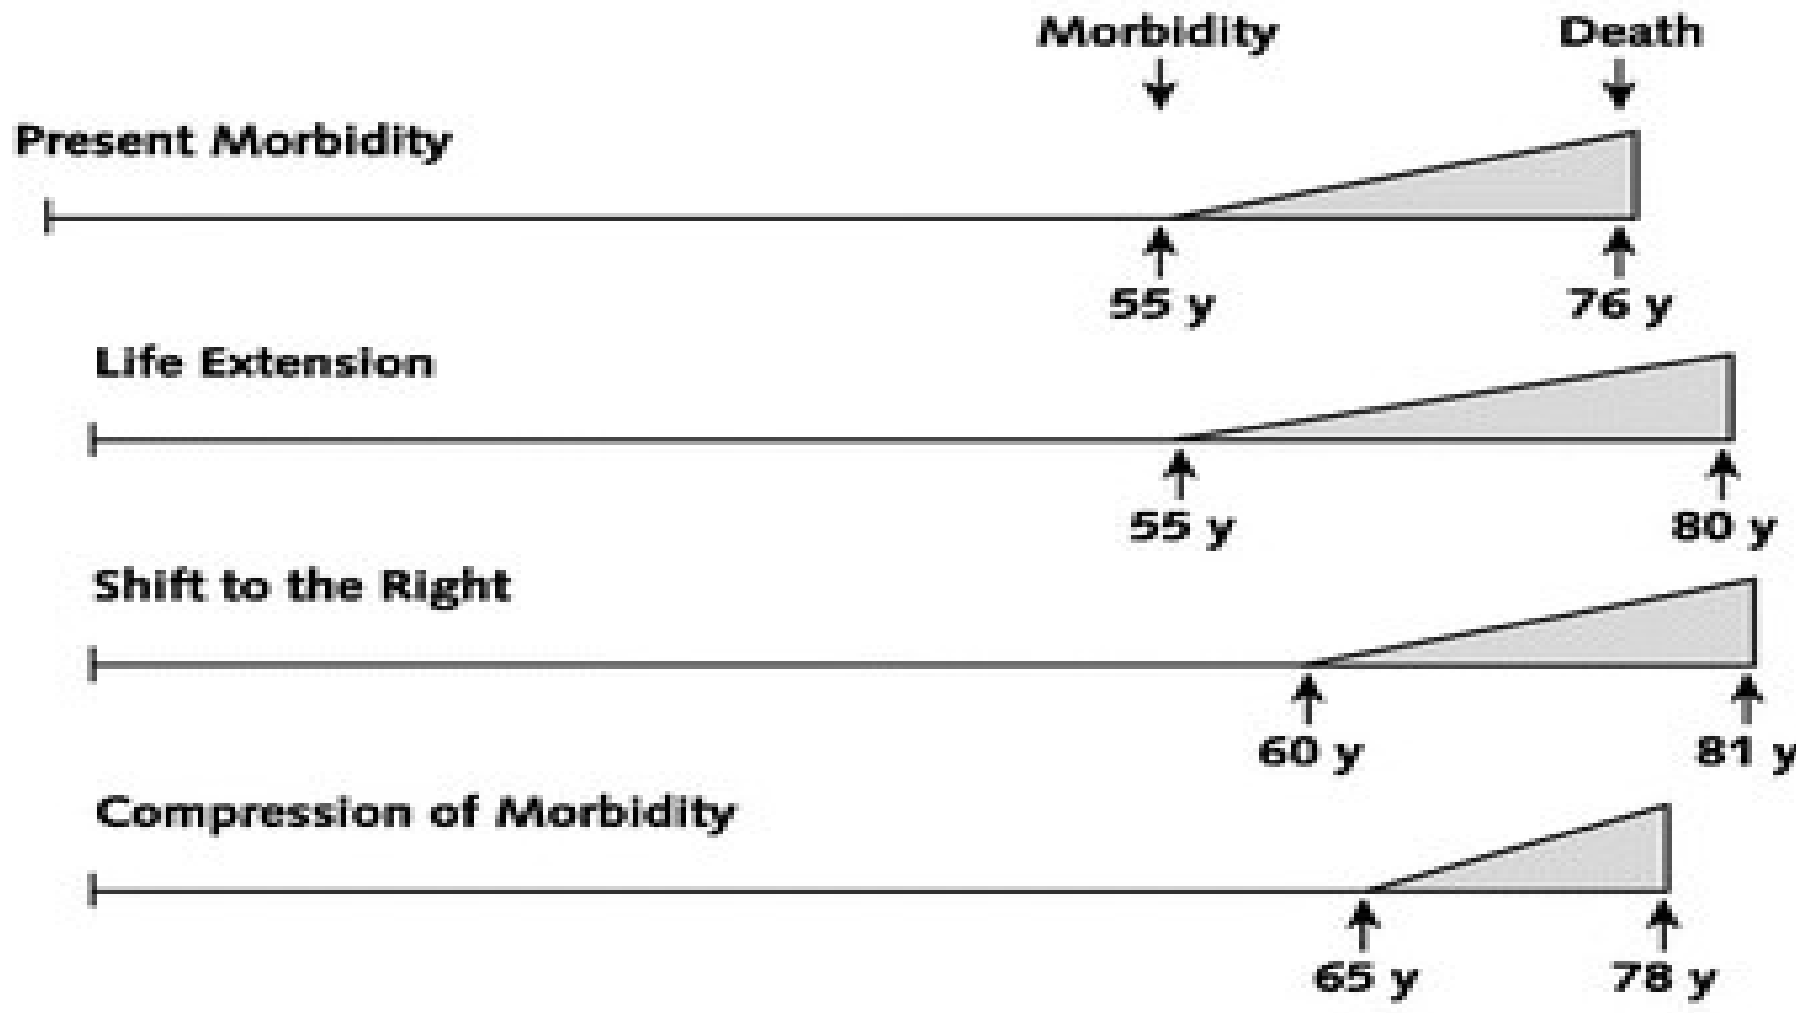 Morbidity Death
Present Morbidity
55 y 76 y
Life Extension
55 y 80 y
Shift to the Right
60 y 81 y
Compression of Morbidity
65 y 78 y